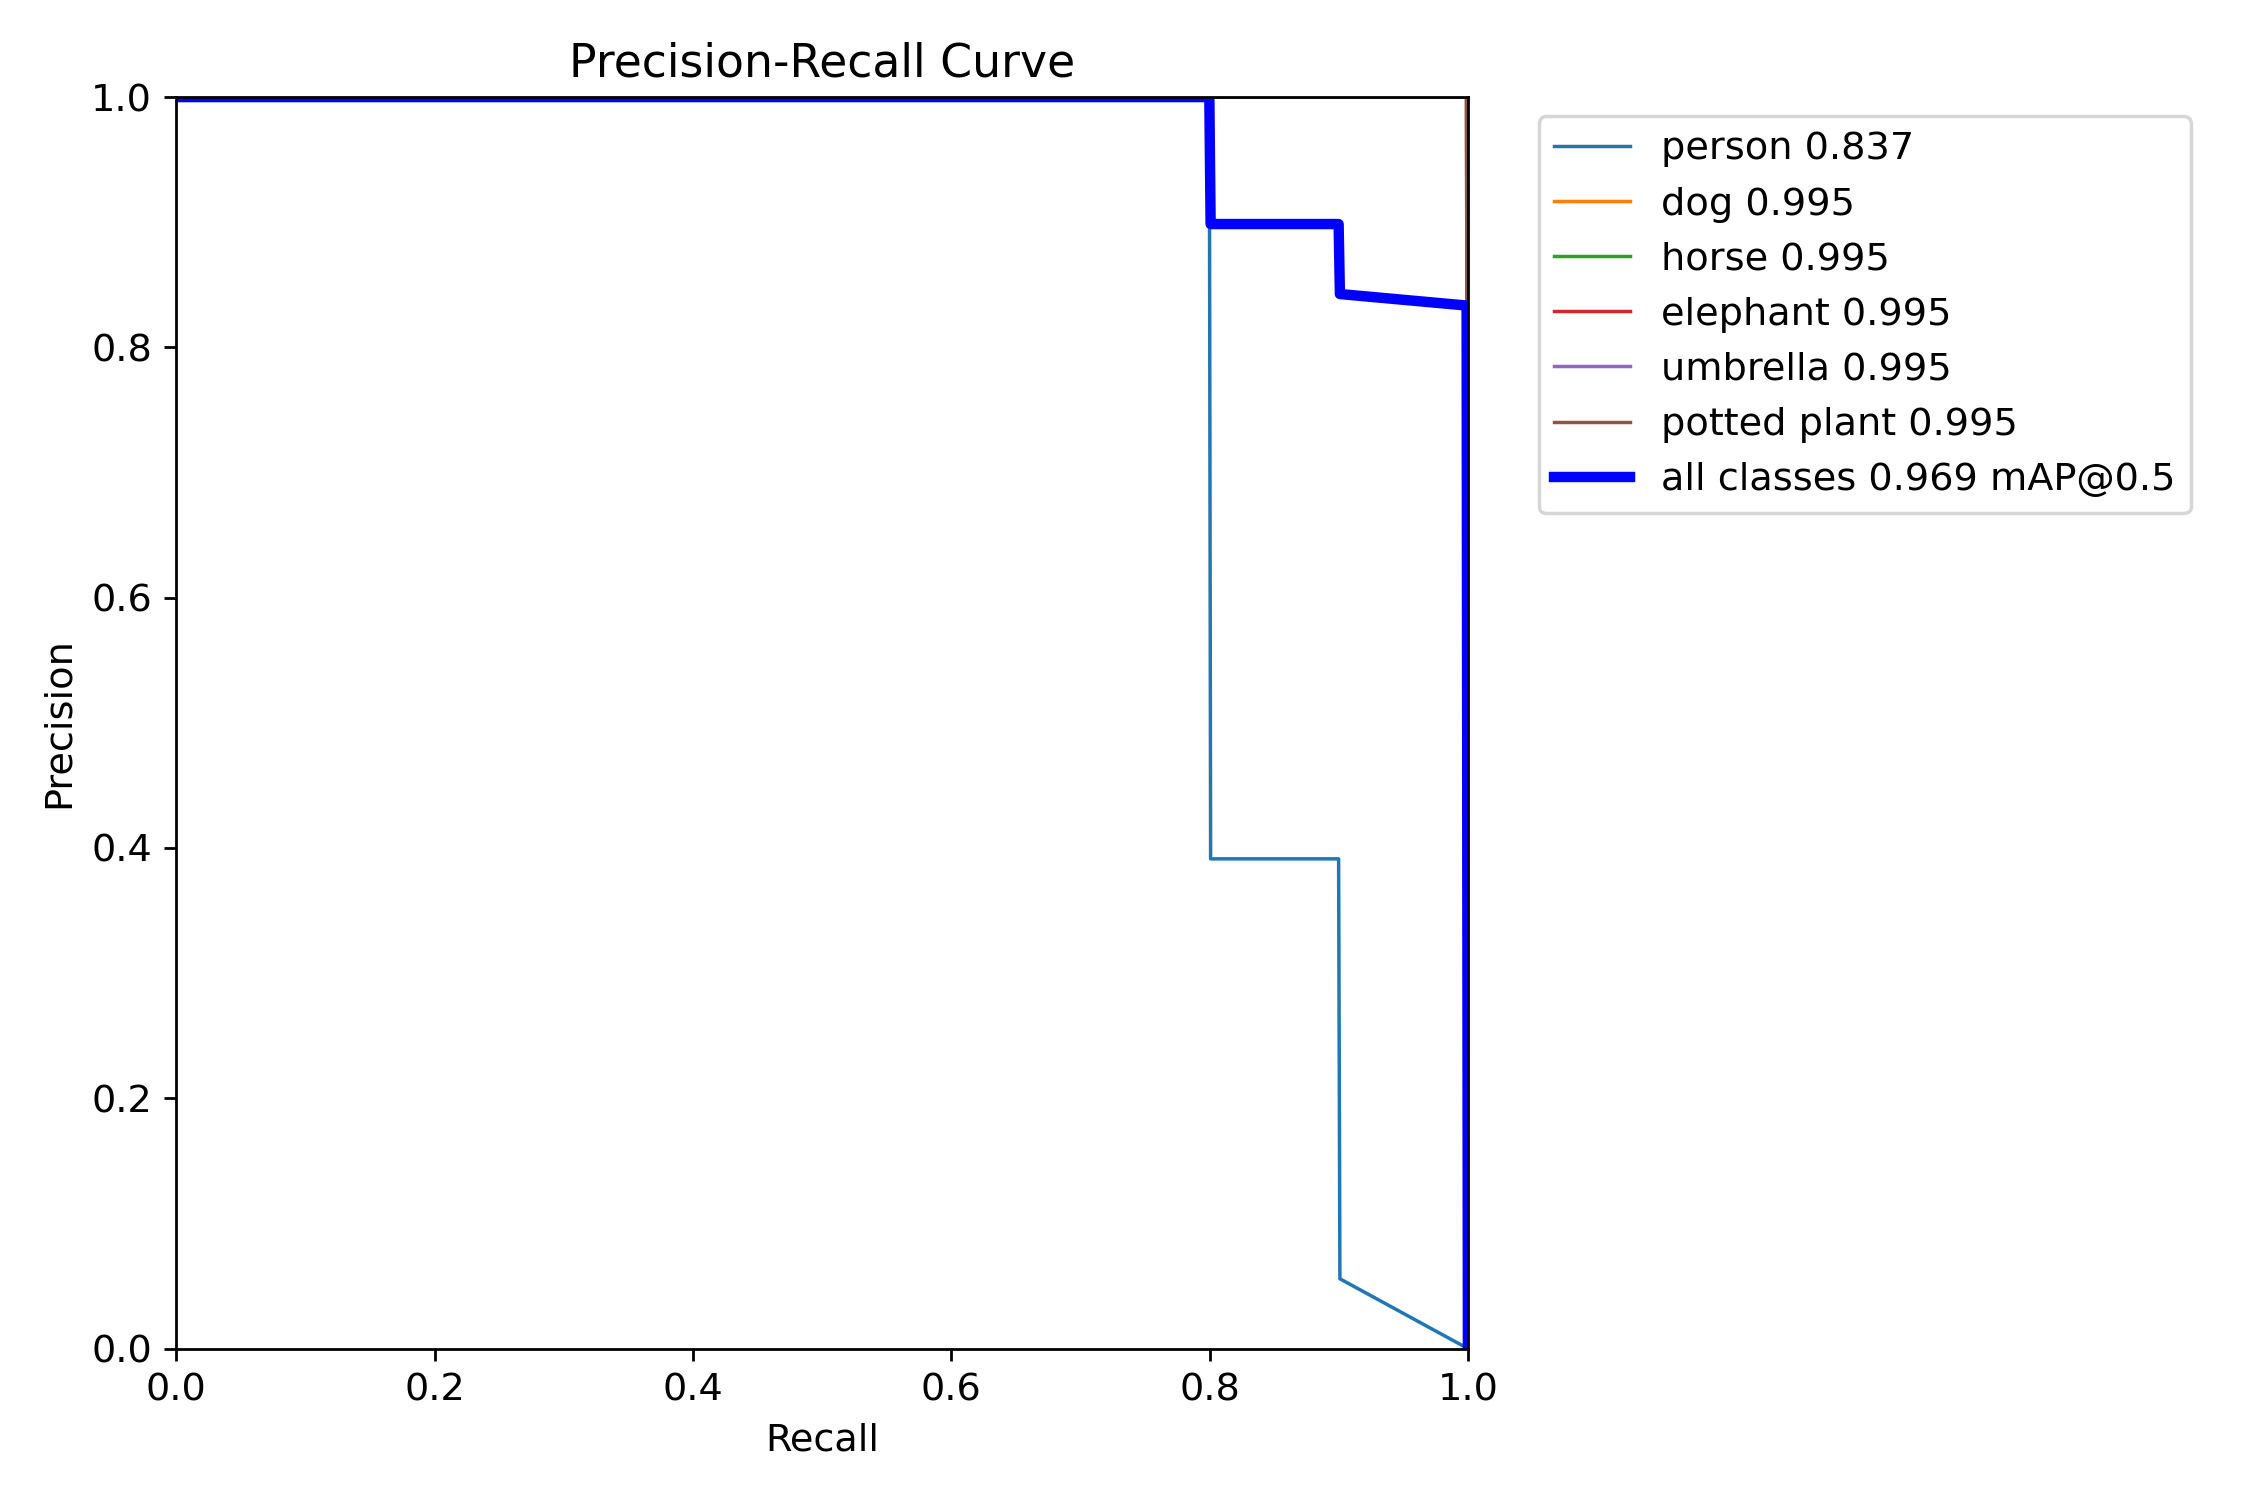 Precision-Recall Curve
1.0
0.8
0.6
0.4
0.2
0.0
Precision
0.0 0.2 0.4 0.6 0.8 1.0
Recall
person 0.837
dog 0.995
horse 0.995
elephant 0.995
umbrella 0.995
potted plant 0.995
all classes 0.969 mAP@0.5